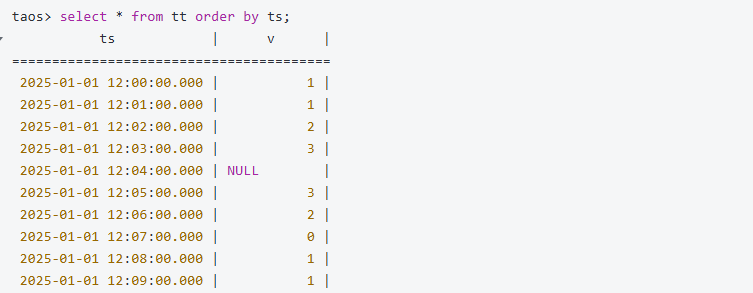 taos> select * from tt order by ts;
ts | v |
========================================
2025-01-01 12:00:00.000 | 1 |
2025-01-01 12:01:00.000 | 1 |
2025-01-01 12:02:00.000 | 2 |
2025-01-01 12:03:00.000 | 3 |
2025-01-01 12:04:00.000 | NULL |
2025-01-01 12:05:00.000 | 3 |
2025-01-01 12:06:00.000 | 2 |
2025-01-01 12:07:00.000 | 0 |
2025-01-01 12:08:00.000 | 1 |
2025-01-01 12:09:00.000 | 1 |